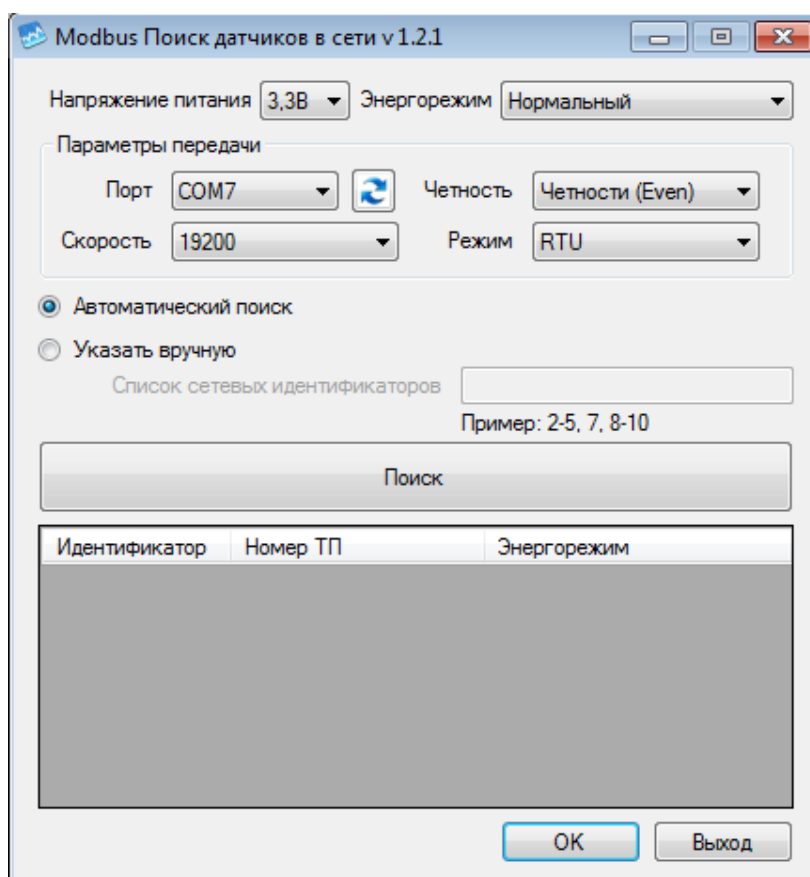 Modbus Поиск датчиков в сети v 1.2.1
Напряжение питания 3,3В Энергорежим Нормальный
Параметры передачи
Порт COM7 Четность Четности (Even)
Скорость 19200 Режим RTU
Автоматический поиск
Указать вручную
Список сетевых идентификаторов
Пример: 2-5, 7, 8-10
Поиск
Идентификатор Номер ТП Энергорежим
OK Выход